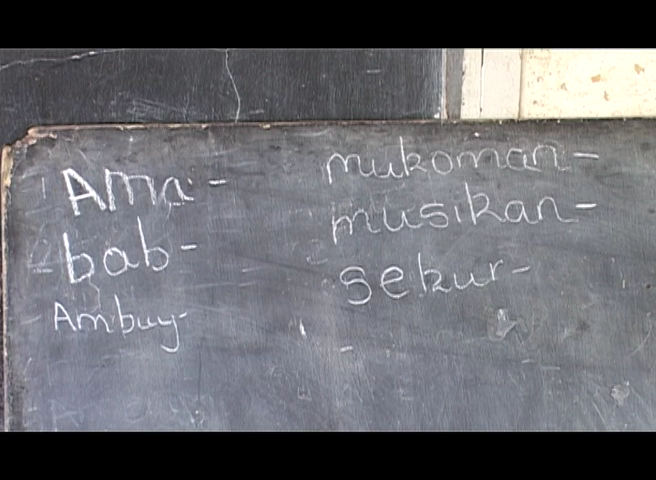 Ama-
bab-
Ambuy-
mukoman-
musikan-
sekur-